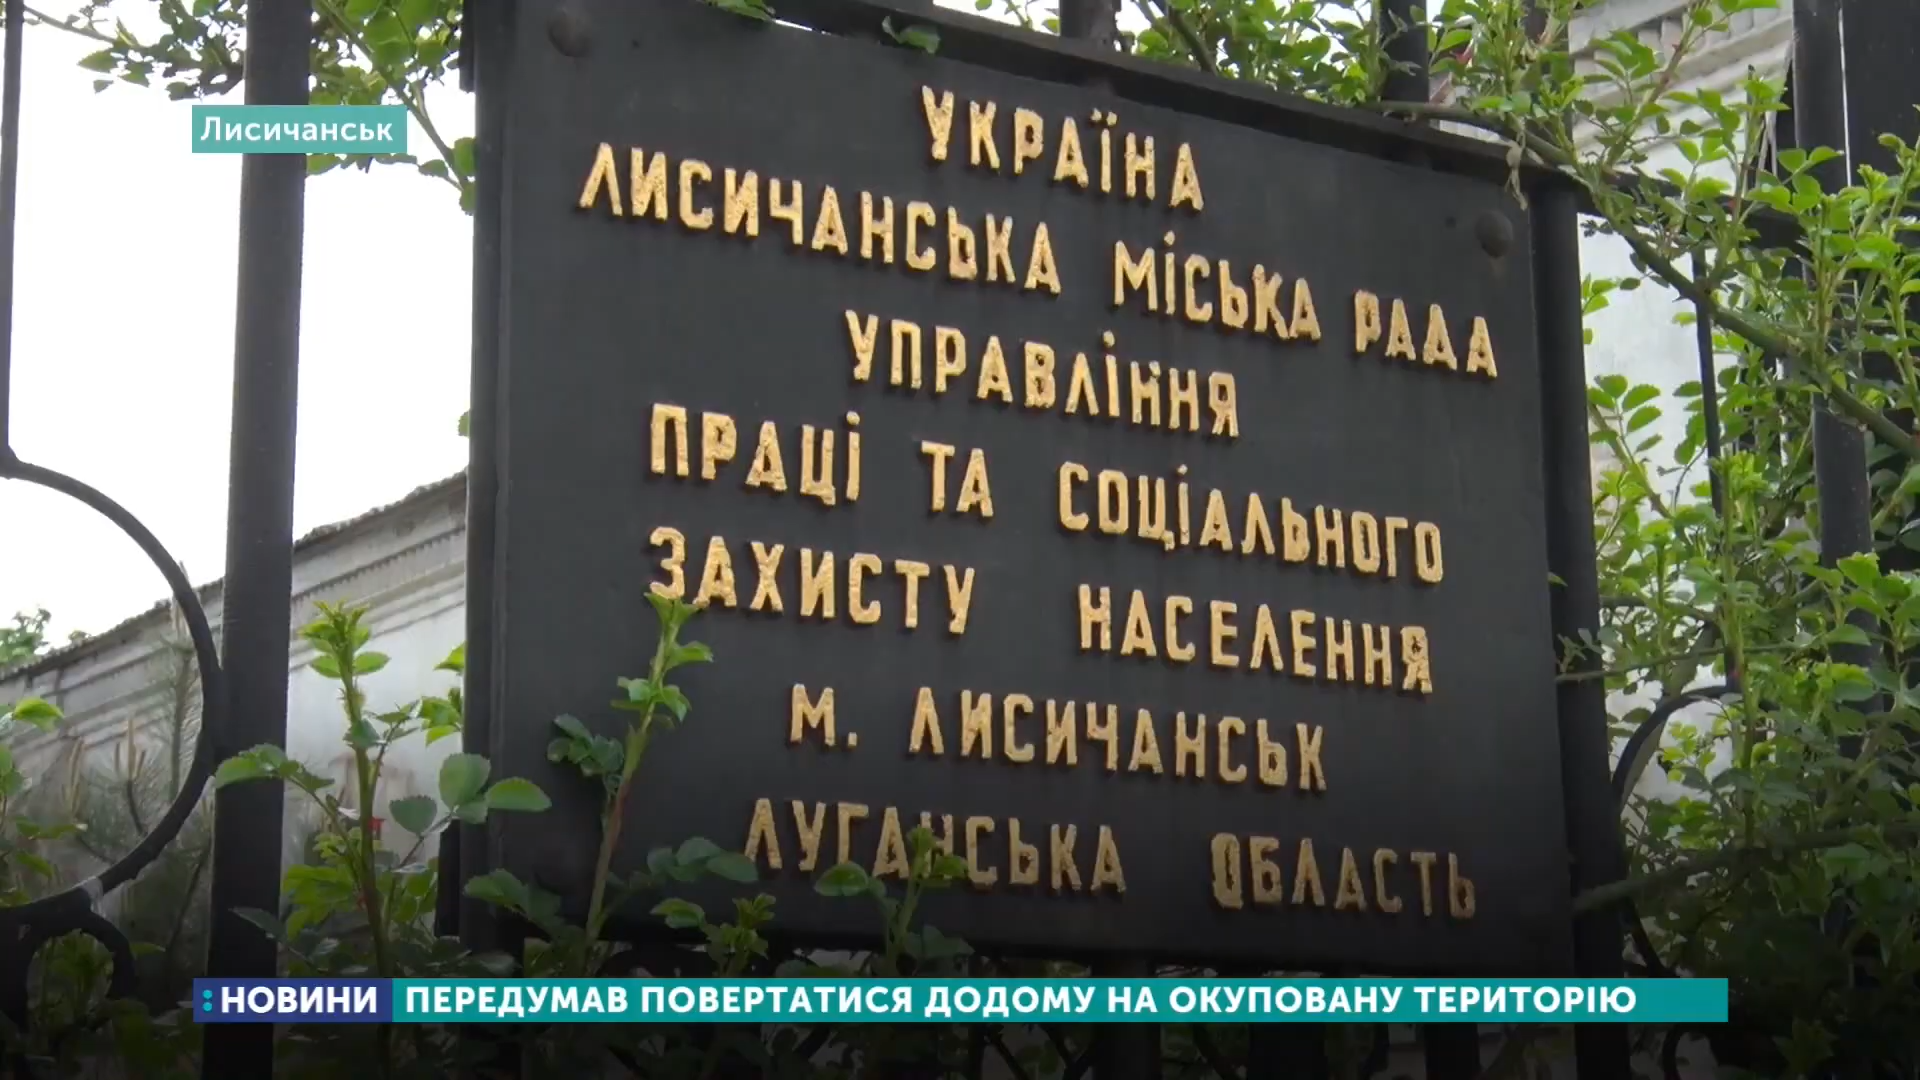 Лисичанськ
УКРАЇНА
ЛИСИЧАНСЬКА МІСЬКА РАДА
УПРАВЛІННЯ
ПРАЦІ ТА СОЦІАЛЬНОГО
ЗАХИСТУ НАСЕЛЕННЯ
М. ЛИСИЧАНСЬК
ЛУГАНСЬКА ОБЛАСТЬ
:НОВИНИ ПЕРЕДУМАВ ПОВЕРТАТИСЯ ДОДОМУ НА ОКУПОВАНУ ТЕРИТОРІЮ